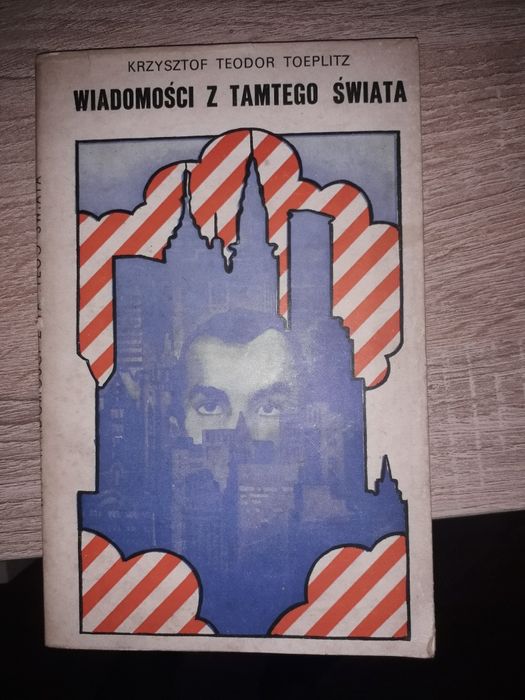 KRZYSZTOF TEODOR TOEPLITZ
WIADOMOŚCI Z TAMTEGO ŚWIATA